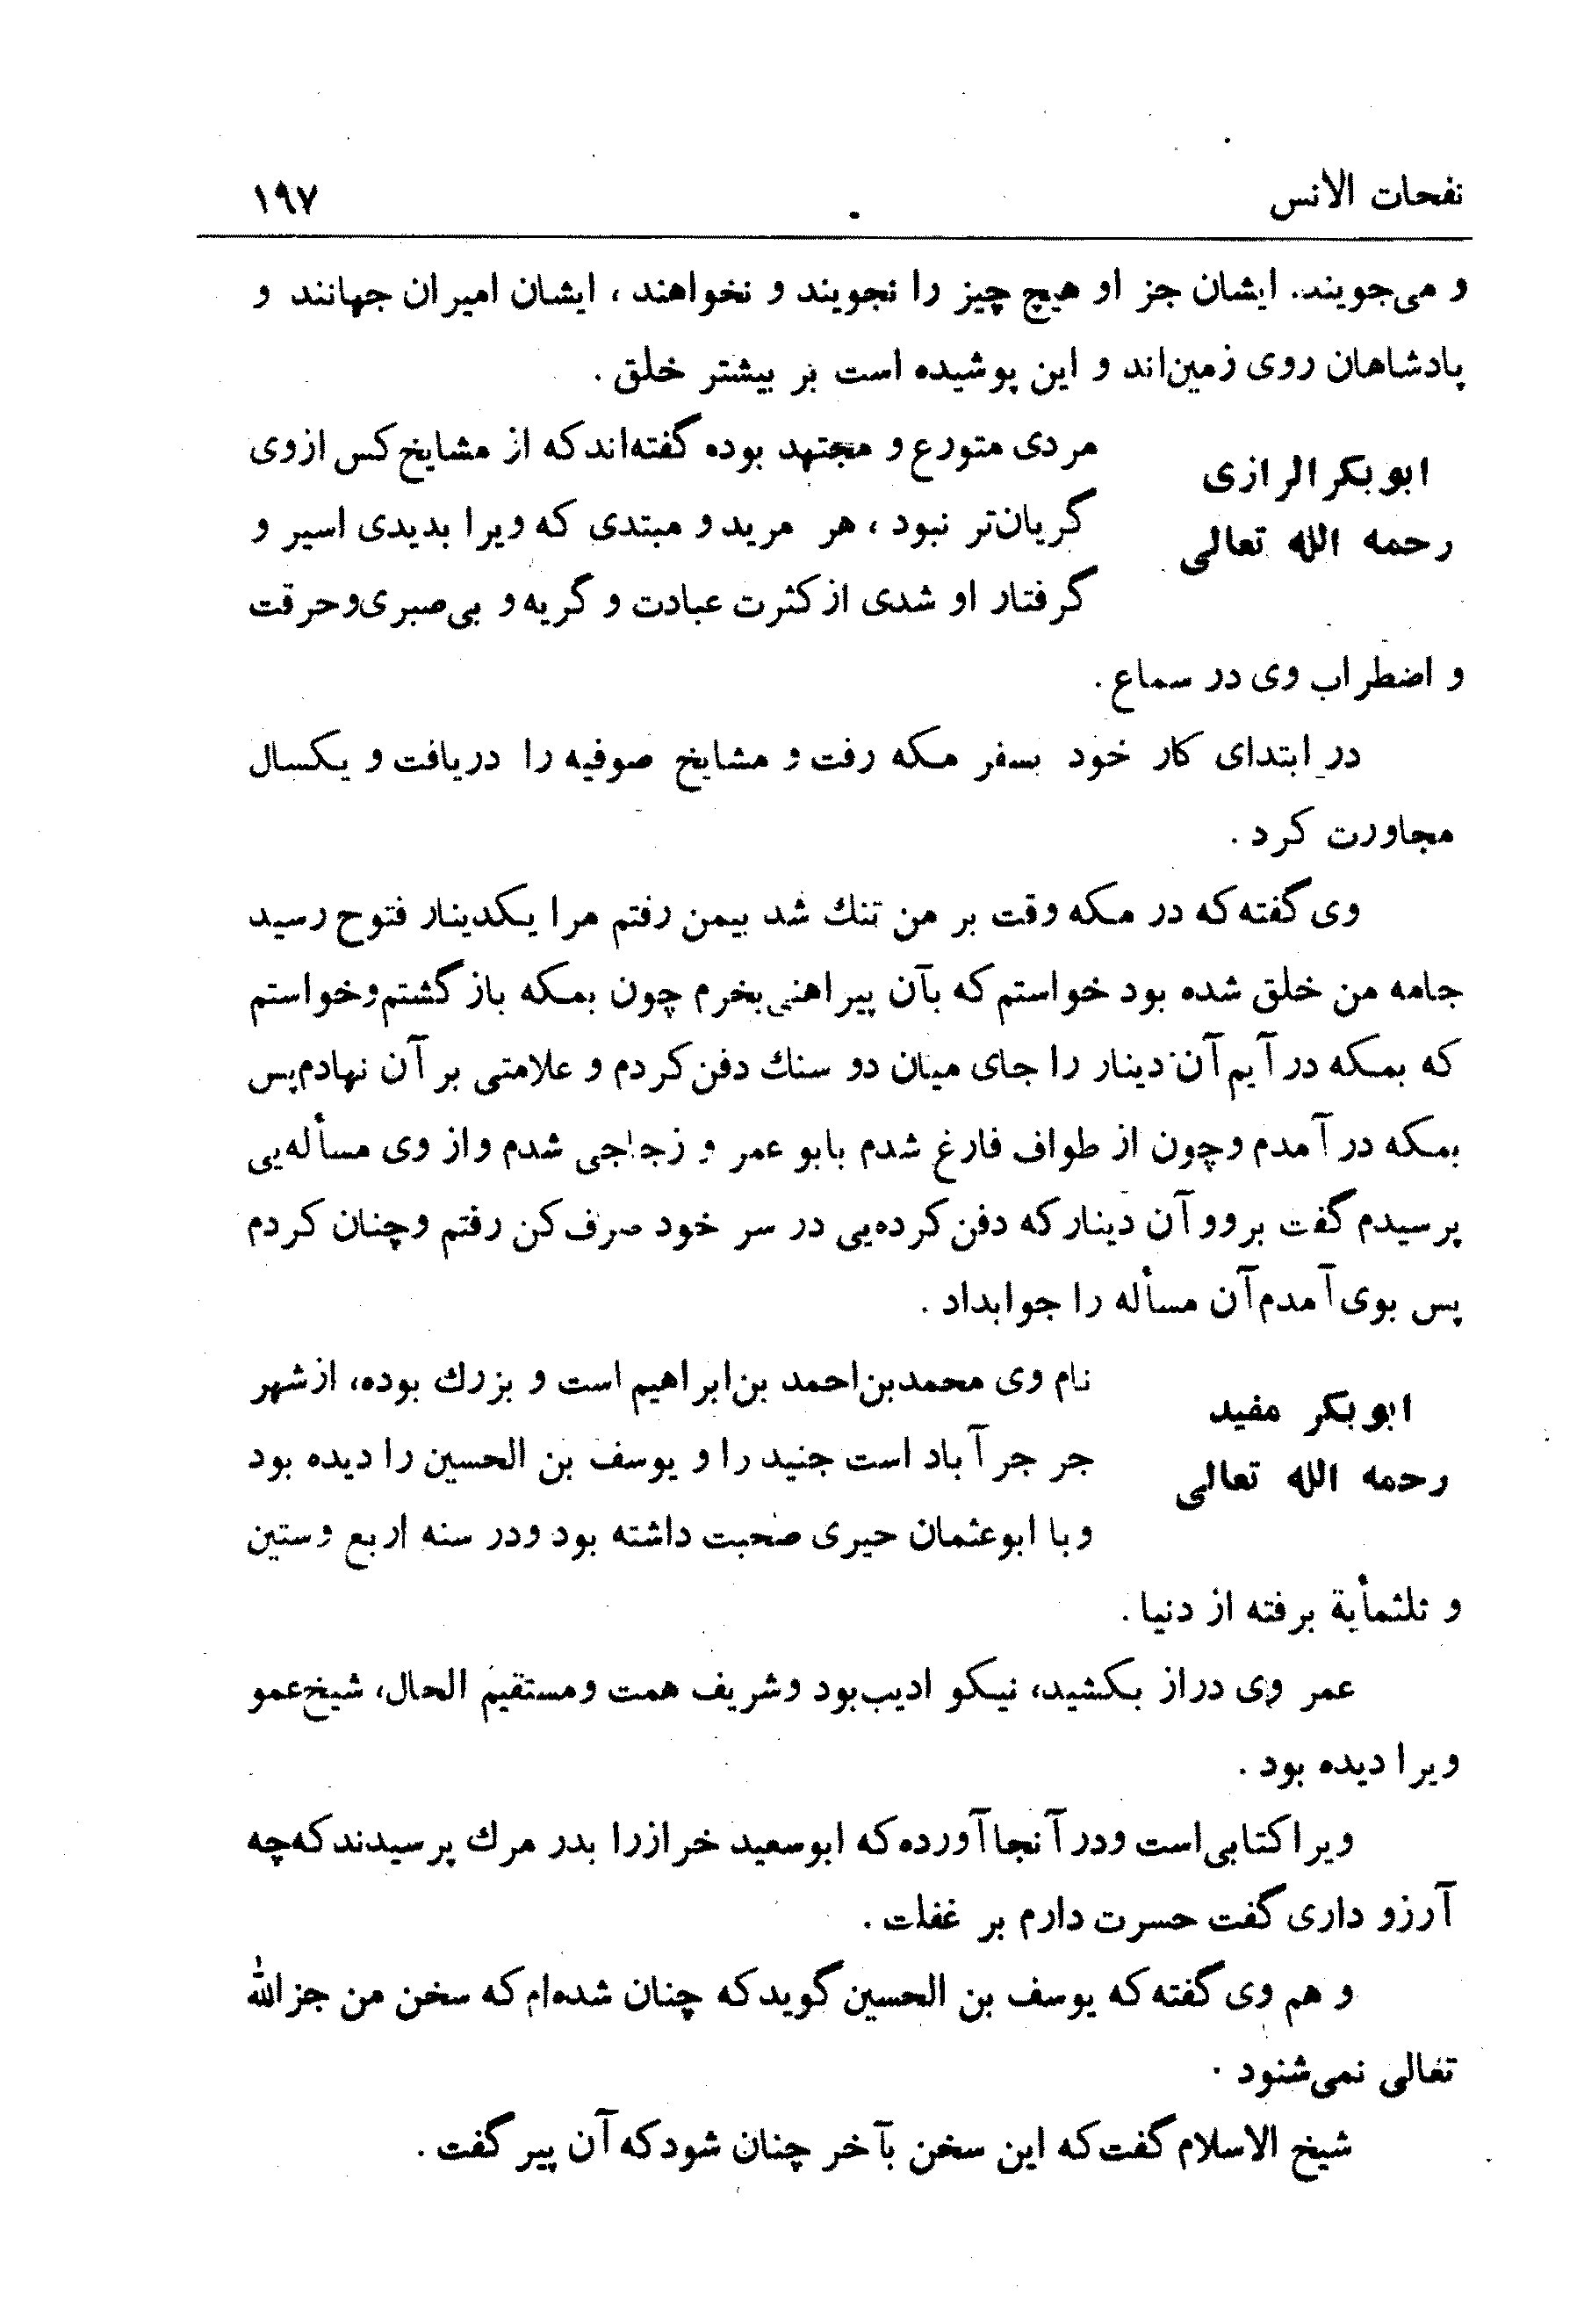 نفحات الانس ۱۹۷
و می‌جویند. ایشان جز او هیچ چیز را نجویند و نخواهند ، ایشان امیران جهانند و
پادشاهان روی زمین‌اند و این پوشیده است بر بیشتر خلق .
ابوبکر الرازی
رحمه الله تعالی
مردی متورع و مجتهد بوده گفته‌اند که از مشایخ کس ازوی
گریان‌تر نبود ، هر مرید و مبتدی که ویرا بدیدی اسیر و
گرفتار او شدی از کثرت عبادت و گریه و بی‌صبری و حرقت
و اضطراب وی در سماع .
در ابتدای کار خود بسفر مکه رفت و مشایخ صوفیه را دریافت و یکسال
مجاورت کرد .
وی گفته که در مکه وقت بر من تنك شد بیمن رفتم مرا یکدینار فتوح رسید
جامه من خلق شده بود خواستم که بآن پیراهنی بخرم چون بمکه باز گشتم و خواستم
که بمکه در آیم آن دینار را جای میان دو سنك دفن کردم و علامتی بر آن نهادم پس
بمکه در آمدم وچون از طواف فارغ شدم بابو عمر و زجاجی شدم واز وی مسأله‌یی
پرسیدم گفت برو و آن دینار که دفن کرده‌یی در سر خود صرف کن رفتم وچنان کردم
پس بوی آمدم آن مسأله را جوابداد .
ابوبکر مفید
رحمه الله تعالی
نام وی محمدبن‌احمد بن‌ابراهیم است و بزرك بوده، از شهر
جر جر آباد است جنید را و یوسف بن الحسین را دیده بود
وبا ابوعثمان حیری صحبت داشته بود ودر سنه اربع وستین
و ثلثمأیة برفته از دنیا .
عمر وی دراز بکشید، نیکو ادیب بود وشریف همت ومستقیم الحال، شیخ‌عمو
ویرا دیده بود .
ویرا کتابی است ودر آنجا آورده که ابوسعید خرازرا بدر مرك پرسیدند که چه
آرزو داری گفت حسرت دارم بر غفلت .
و هم وی گفته که یوسف بن الحسین گوید که چنان شده‌ام که سخن من جز الله
تعالی نمی‌شنود .
شیخ الاسلام گفت که این سخن بآخر چنان شود که آن پیر گفت .